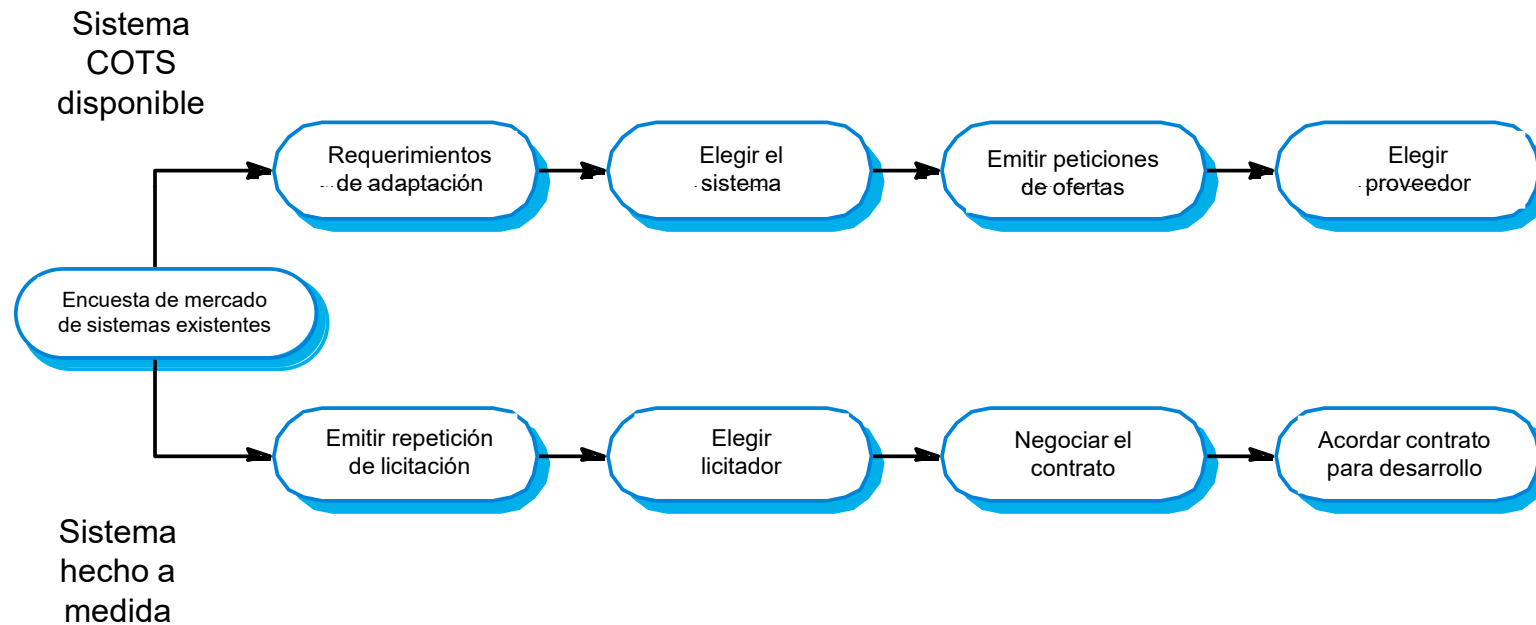 Sistema
COTS
disponible
Requerimientos
de adaptación
Elegir el
sistema
Emitir peticiones
de ofertas
Elegir
proveedor
Encuesta de mercado
de sistemas existentes
Emitir repetición
de licitación
Elegir
licitador
Negociar el
contrato
Acordar contrato
para desarrollo
Sistema
hecho a
medida